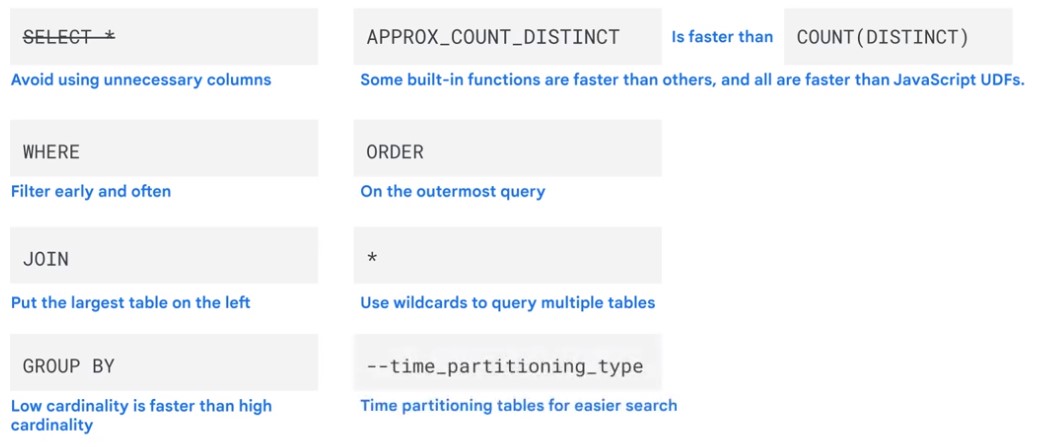 SELECT *
APPROX_COUNT_DISTINCT Is faster than COUNT(DISTINCT)
Avoid using unnecessary columns
Some built-in functions are faster than others, and all are faster than JavaScript UDFs.
WHERE
ORDER
Filter early and often
On the outermost query
JOIN
*
Put the largest table on the left
Use wildcards to query multiple tables
GROUP BY
--time_partitioning_type
Low cardinality is faster than high
cardinality
Time partitioning tables for easier search